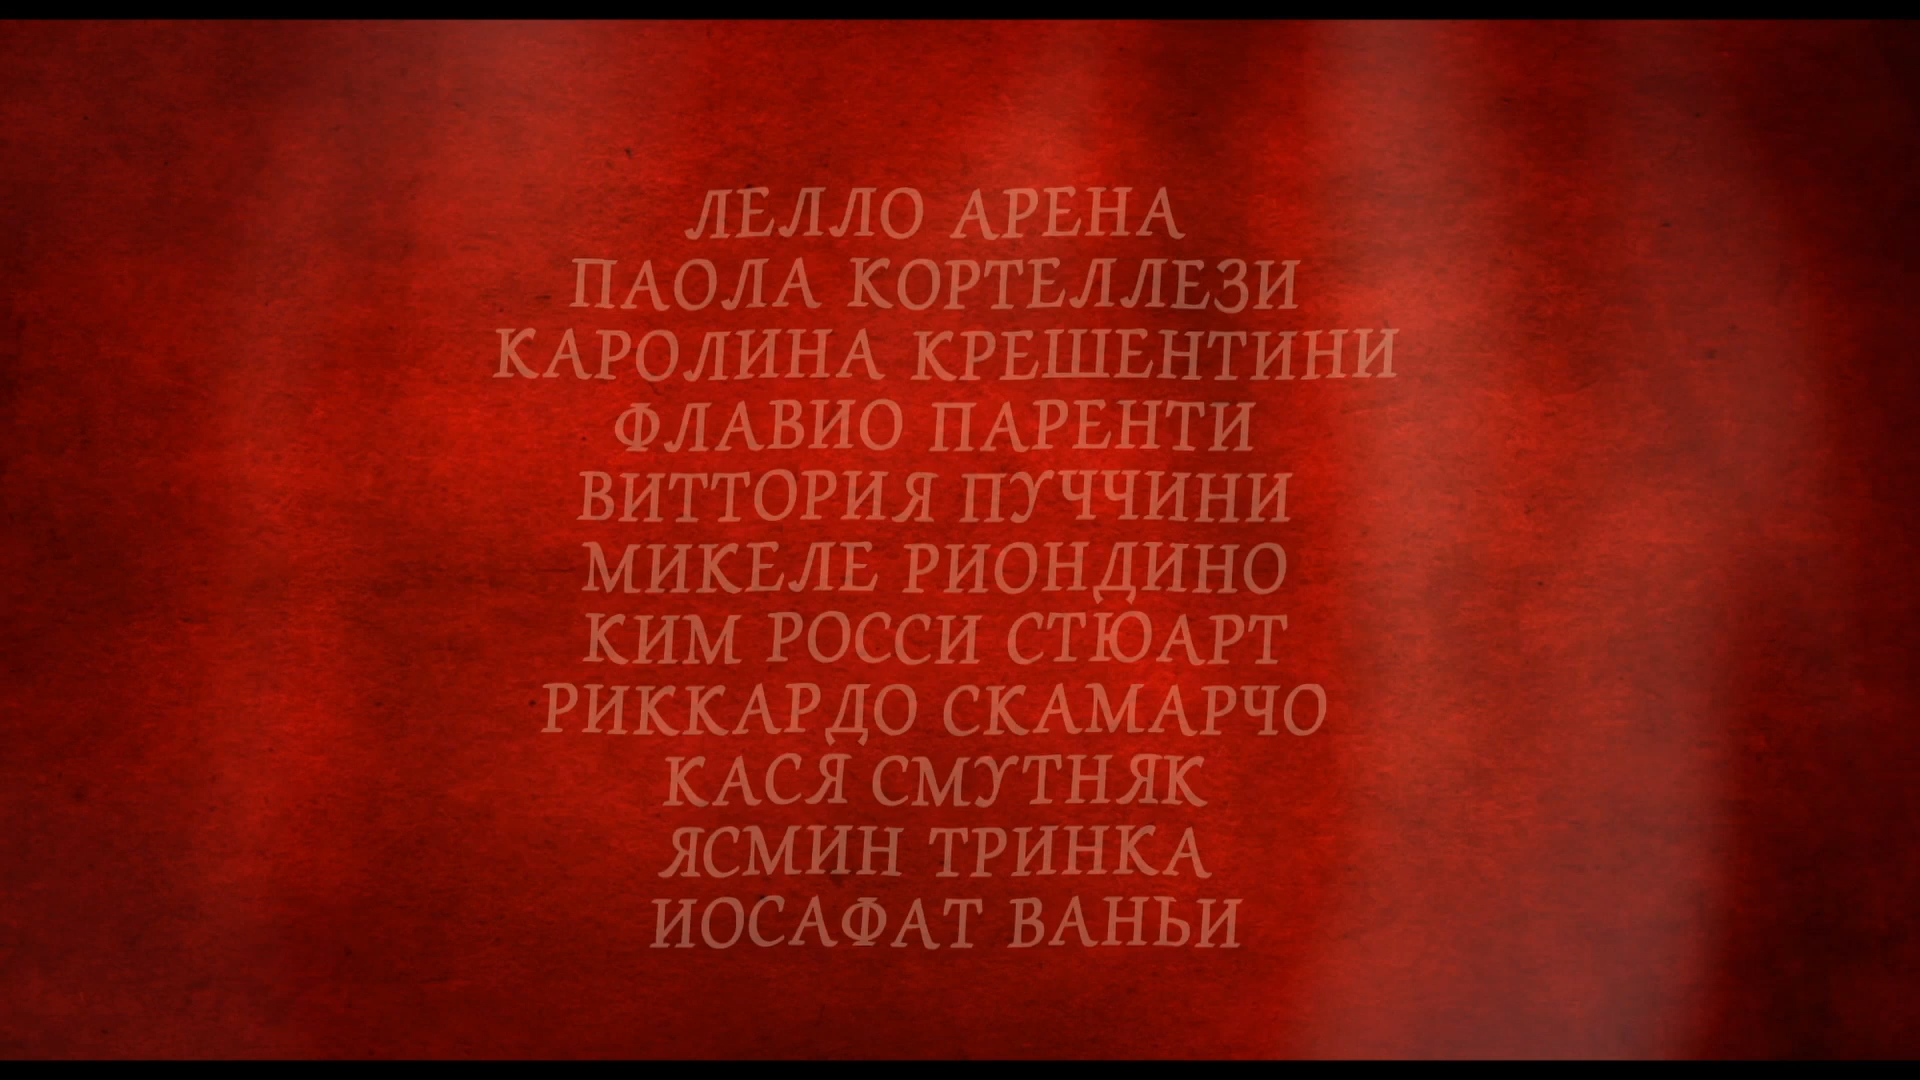 ЛЕЛЛО АРЕНА
ПАОЛА КОРТЕЛЛЕЗИ
КАРОЛИНА КРЕШЕНТИНИ
ФЛАВИО ПАРЕНТИ
ВИТТОРИЯ ПУЧЧИНИ
МИКЕЛЕ РИОНДИНО
КИМ РОССИ СТЮАРТ
РИККАРДО СКАМАРЧО
КАСЯ СМУТНЯК
ЯСМИН ТРИНКА
ИОСАФАТ ВАНЬИ